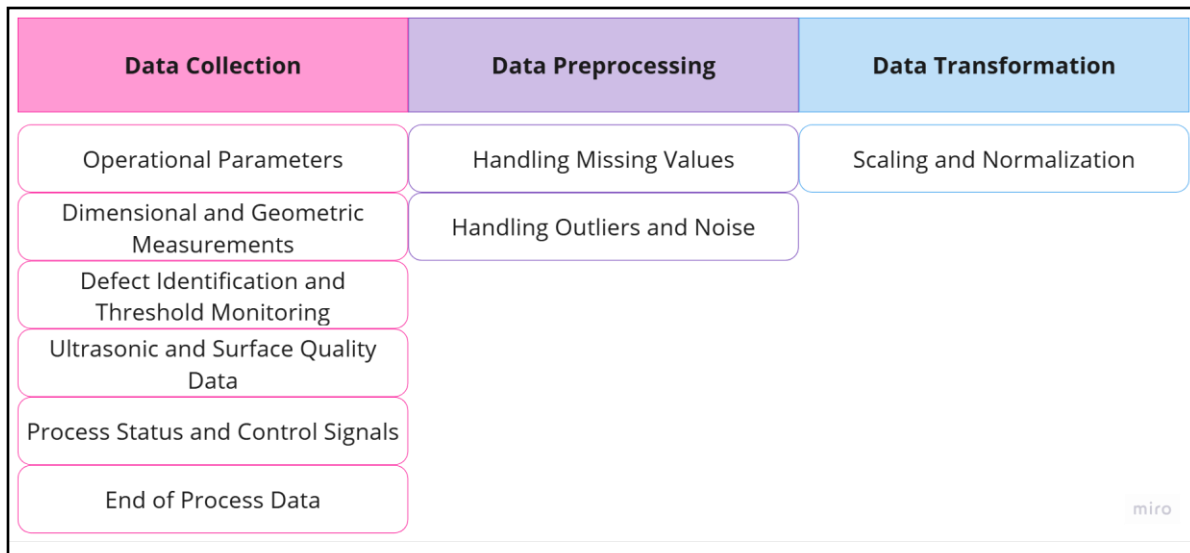 Data Collection
Data Preprocessing
Data Transformation
Operational Parameters
Handling Missing Values
Scaling and Normalization
Dimensional and Geometric
Measurements
Handling Outliers and Noise
Defect Identification and
Threshold Monitoring
Ultrasonic and Surface Quality
Data
Process Status and Control Signals
End of Process Data
miro